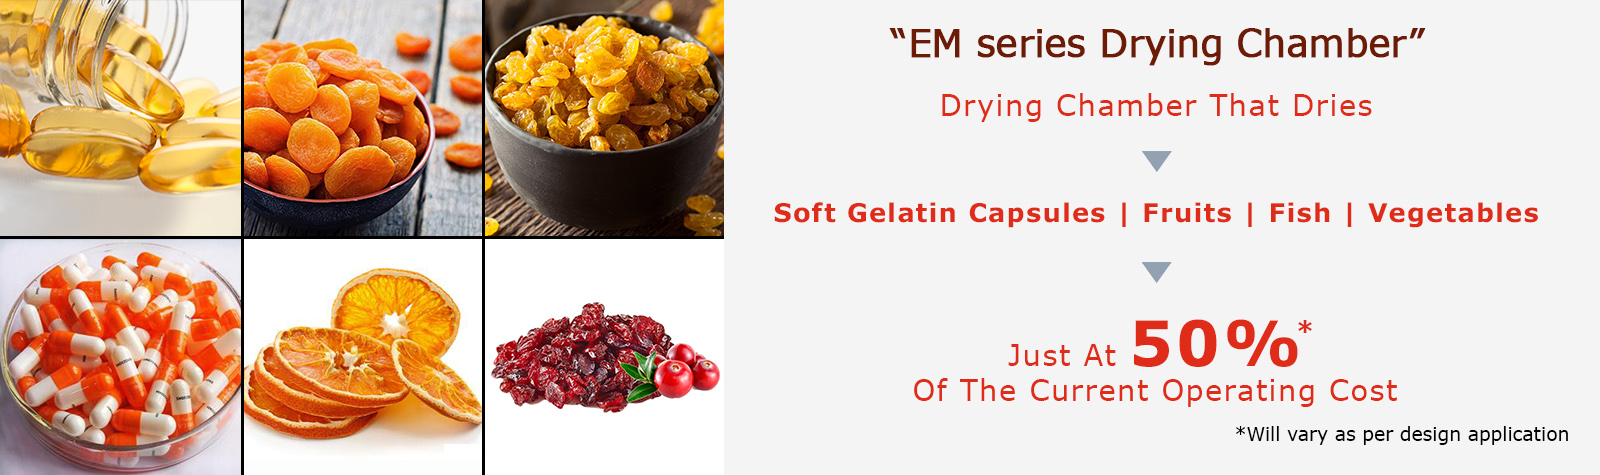 “EM series Drying Chamber”
Drying Chamber That Dries
Soft Gelatin Capsules | Fruits | Fish | Vegetables
Just At 50%*
Of The Current Operating Cost
*Will vary as per design application